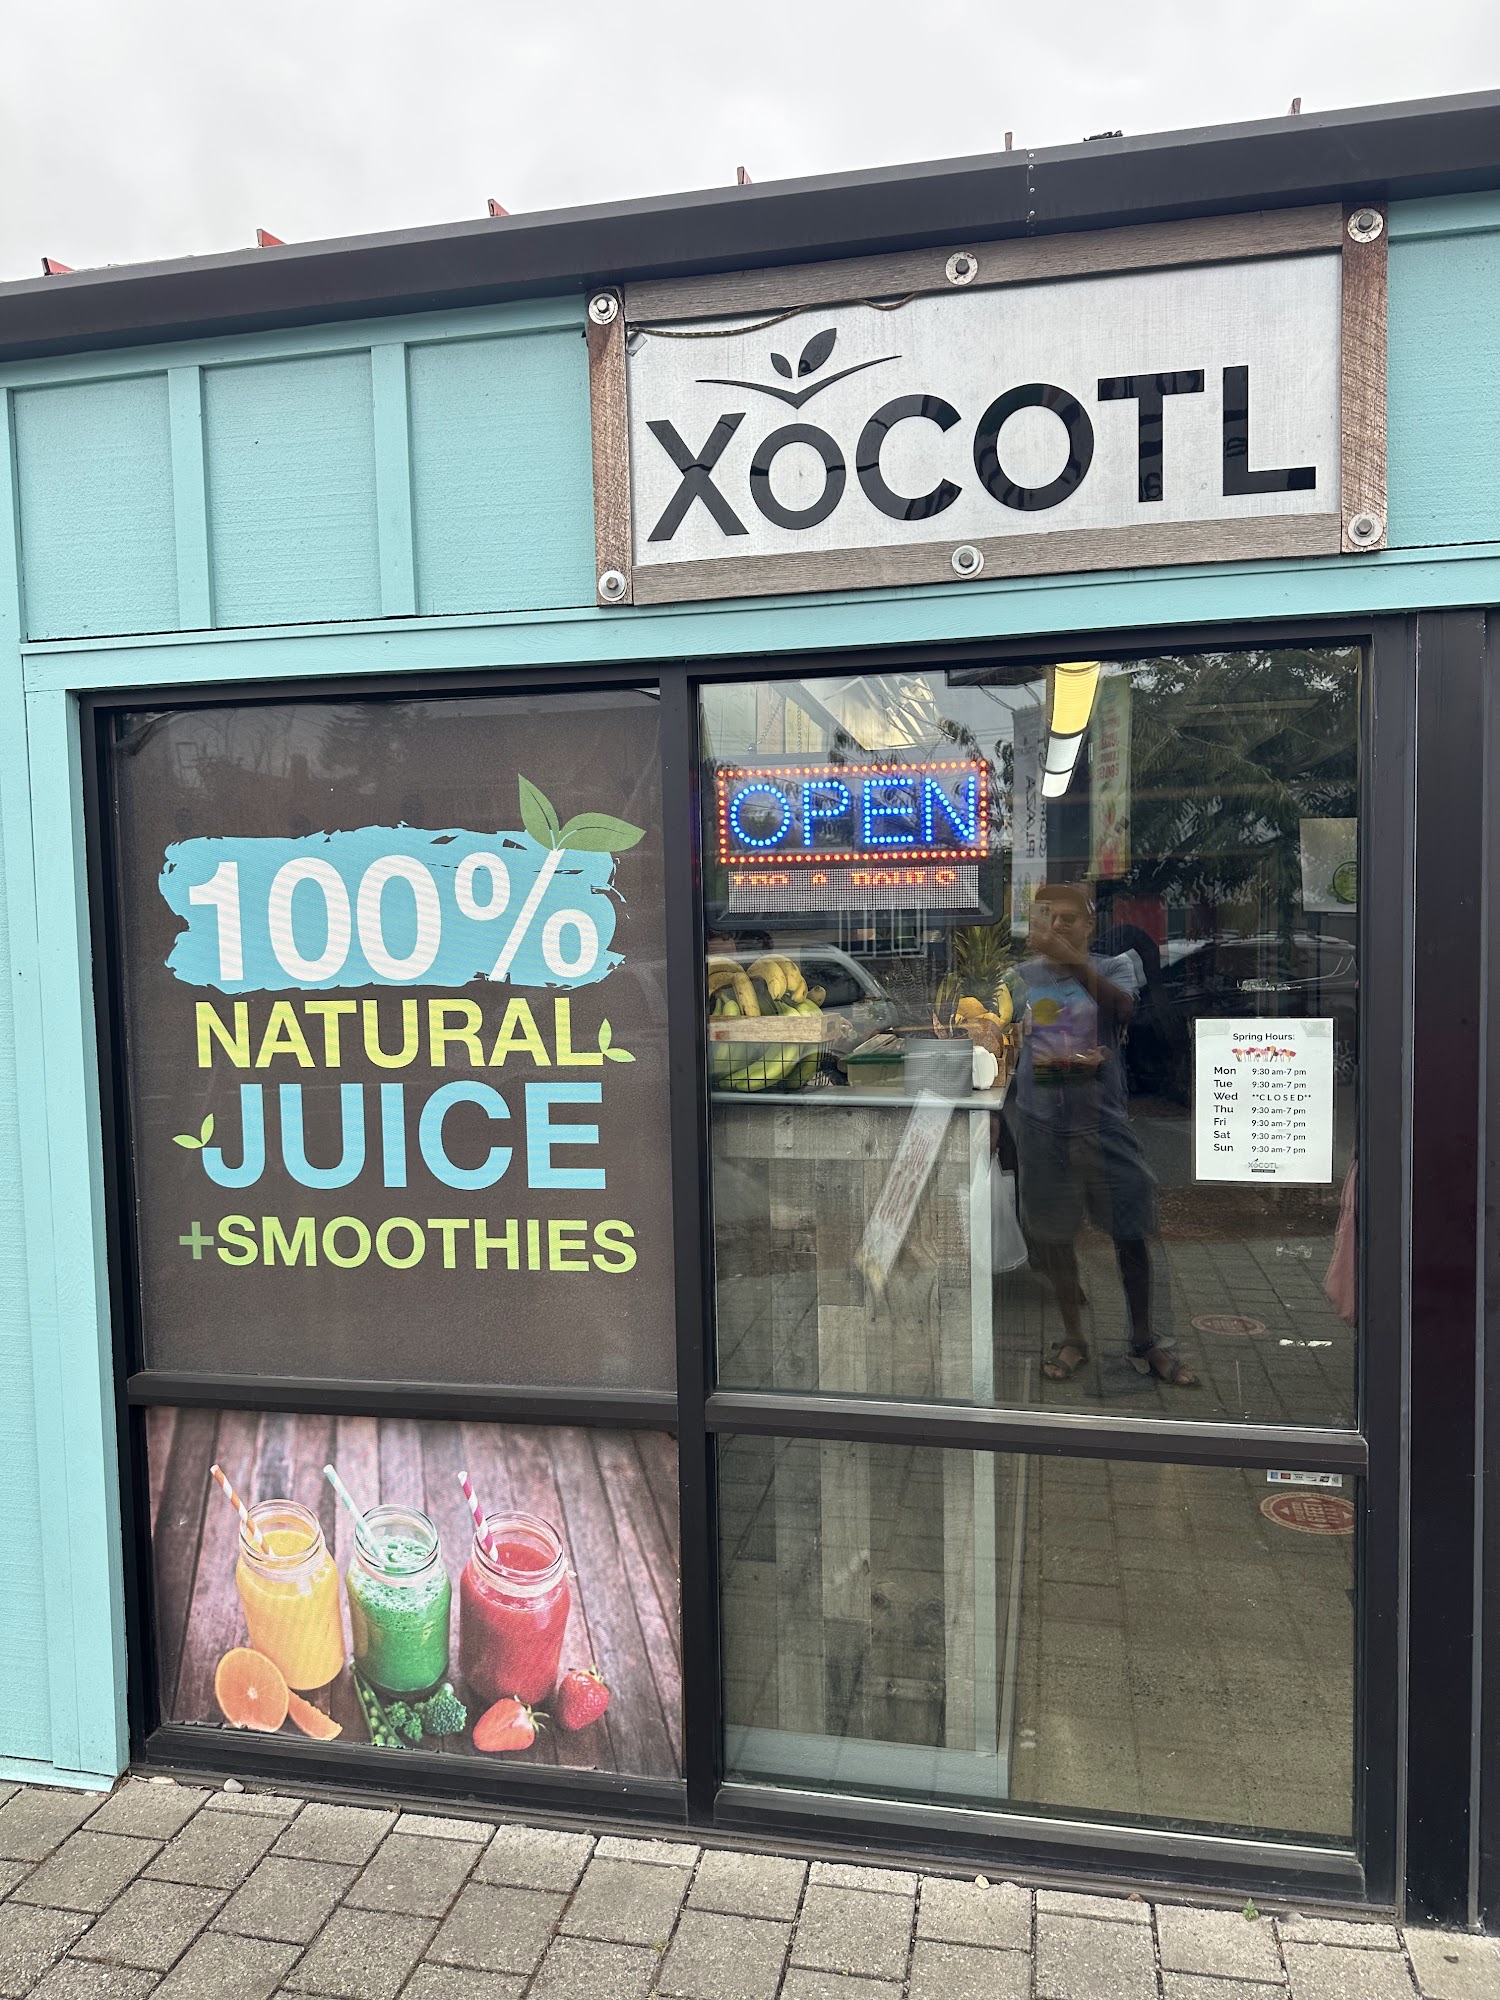 XOCOTL
100%
NATURAL
JUICE
+SMOOTHIES
OPEN
Spring Hours:
Mon 9:30 am-7 pm
Tue 9:30 am-7 pm
Wed **CLOSED**
Thu 9:30 am-7 pm
Fri 9:30 am-7 pm
Sat 9:30 am-7 pm
Sun 9:30 am-7 pm
XOCOTL
PLAZA